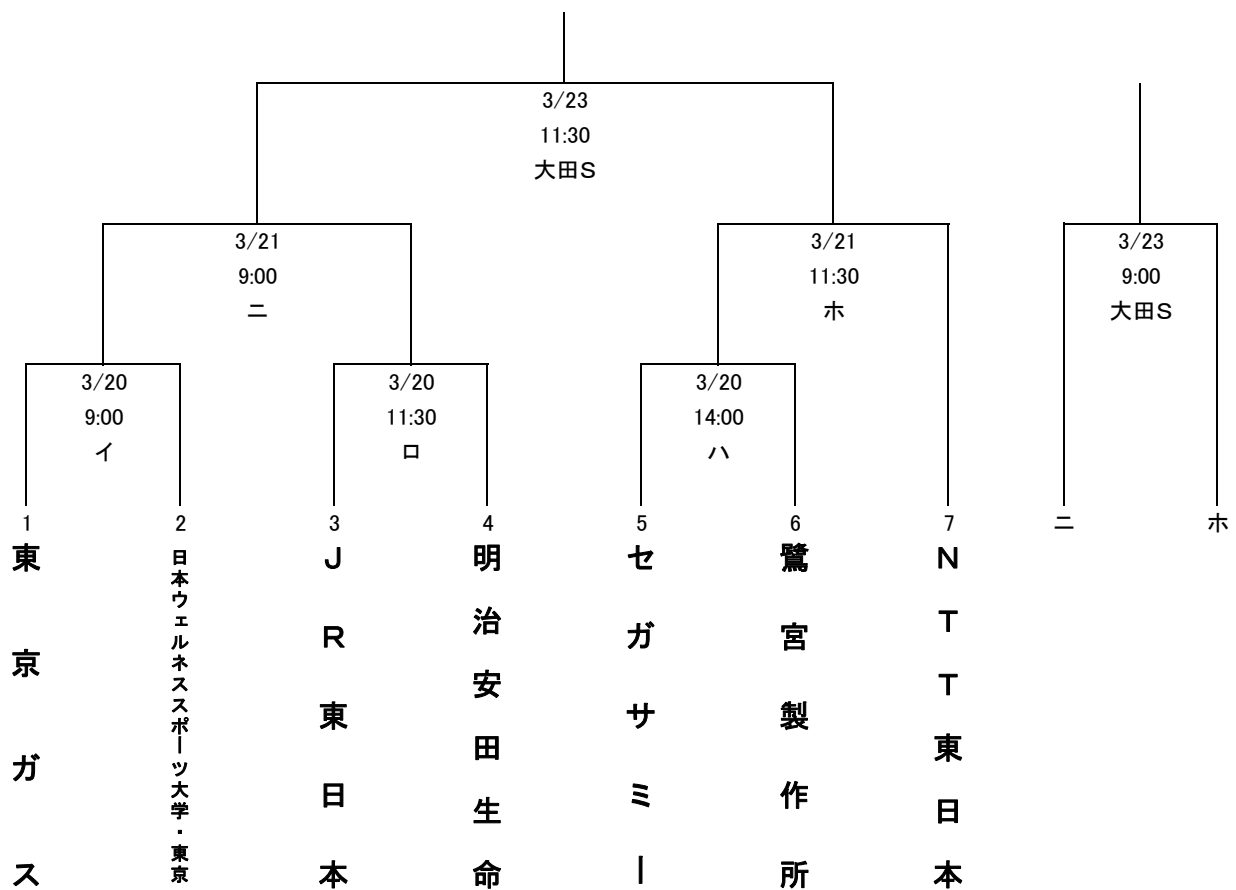 3/23
11:30
大田S
3/21
9:00
ニ
3/21
11:30
ホ
3/23
9:00
大田S
3/20
9:00
イ
3/20
11:30
ロ
3/20
14:00
ハ
1
2
3
4
5
6
7
ニ
ホ
東京ガス
日本ウェルネススポーツ大学・東京
JR東日本
明治安田生命
セガサミー
鷺宮製作所
NTT東日本